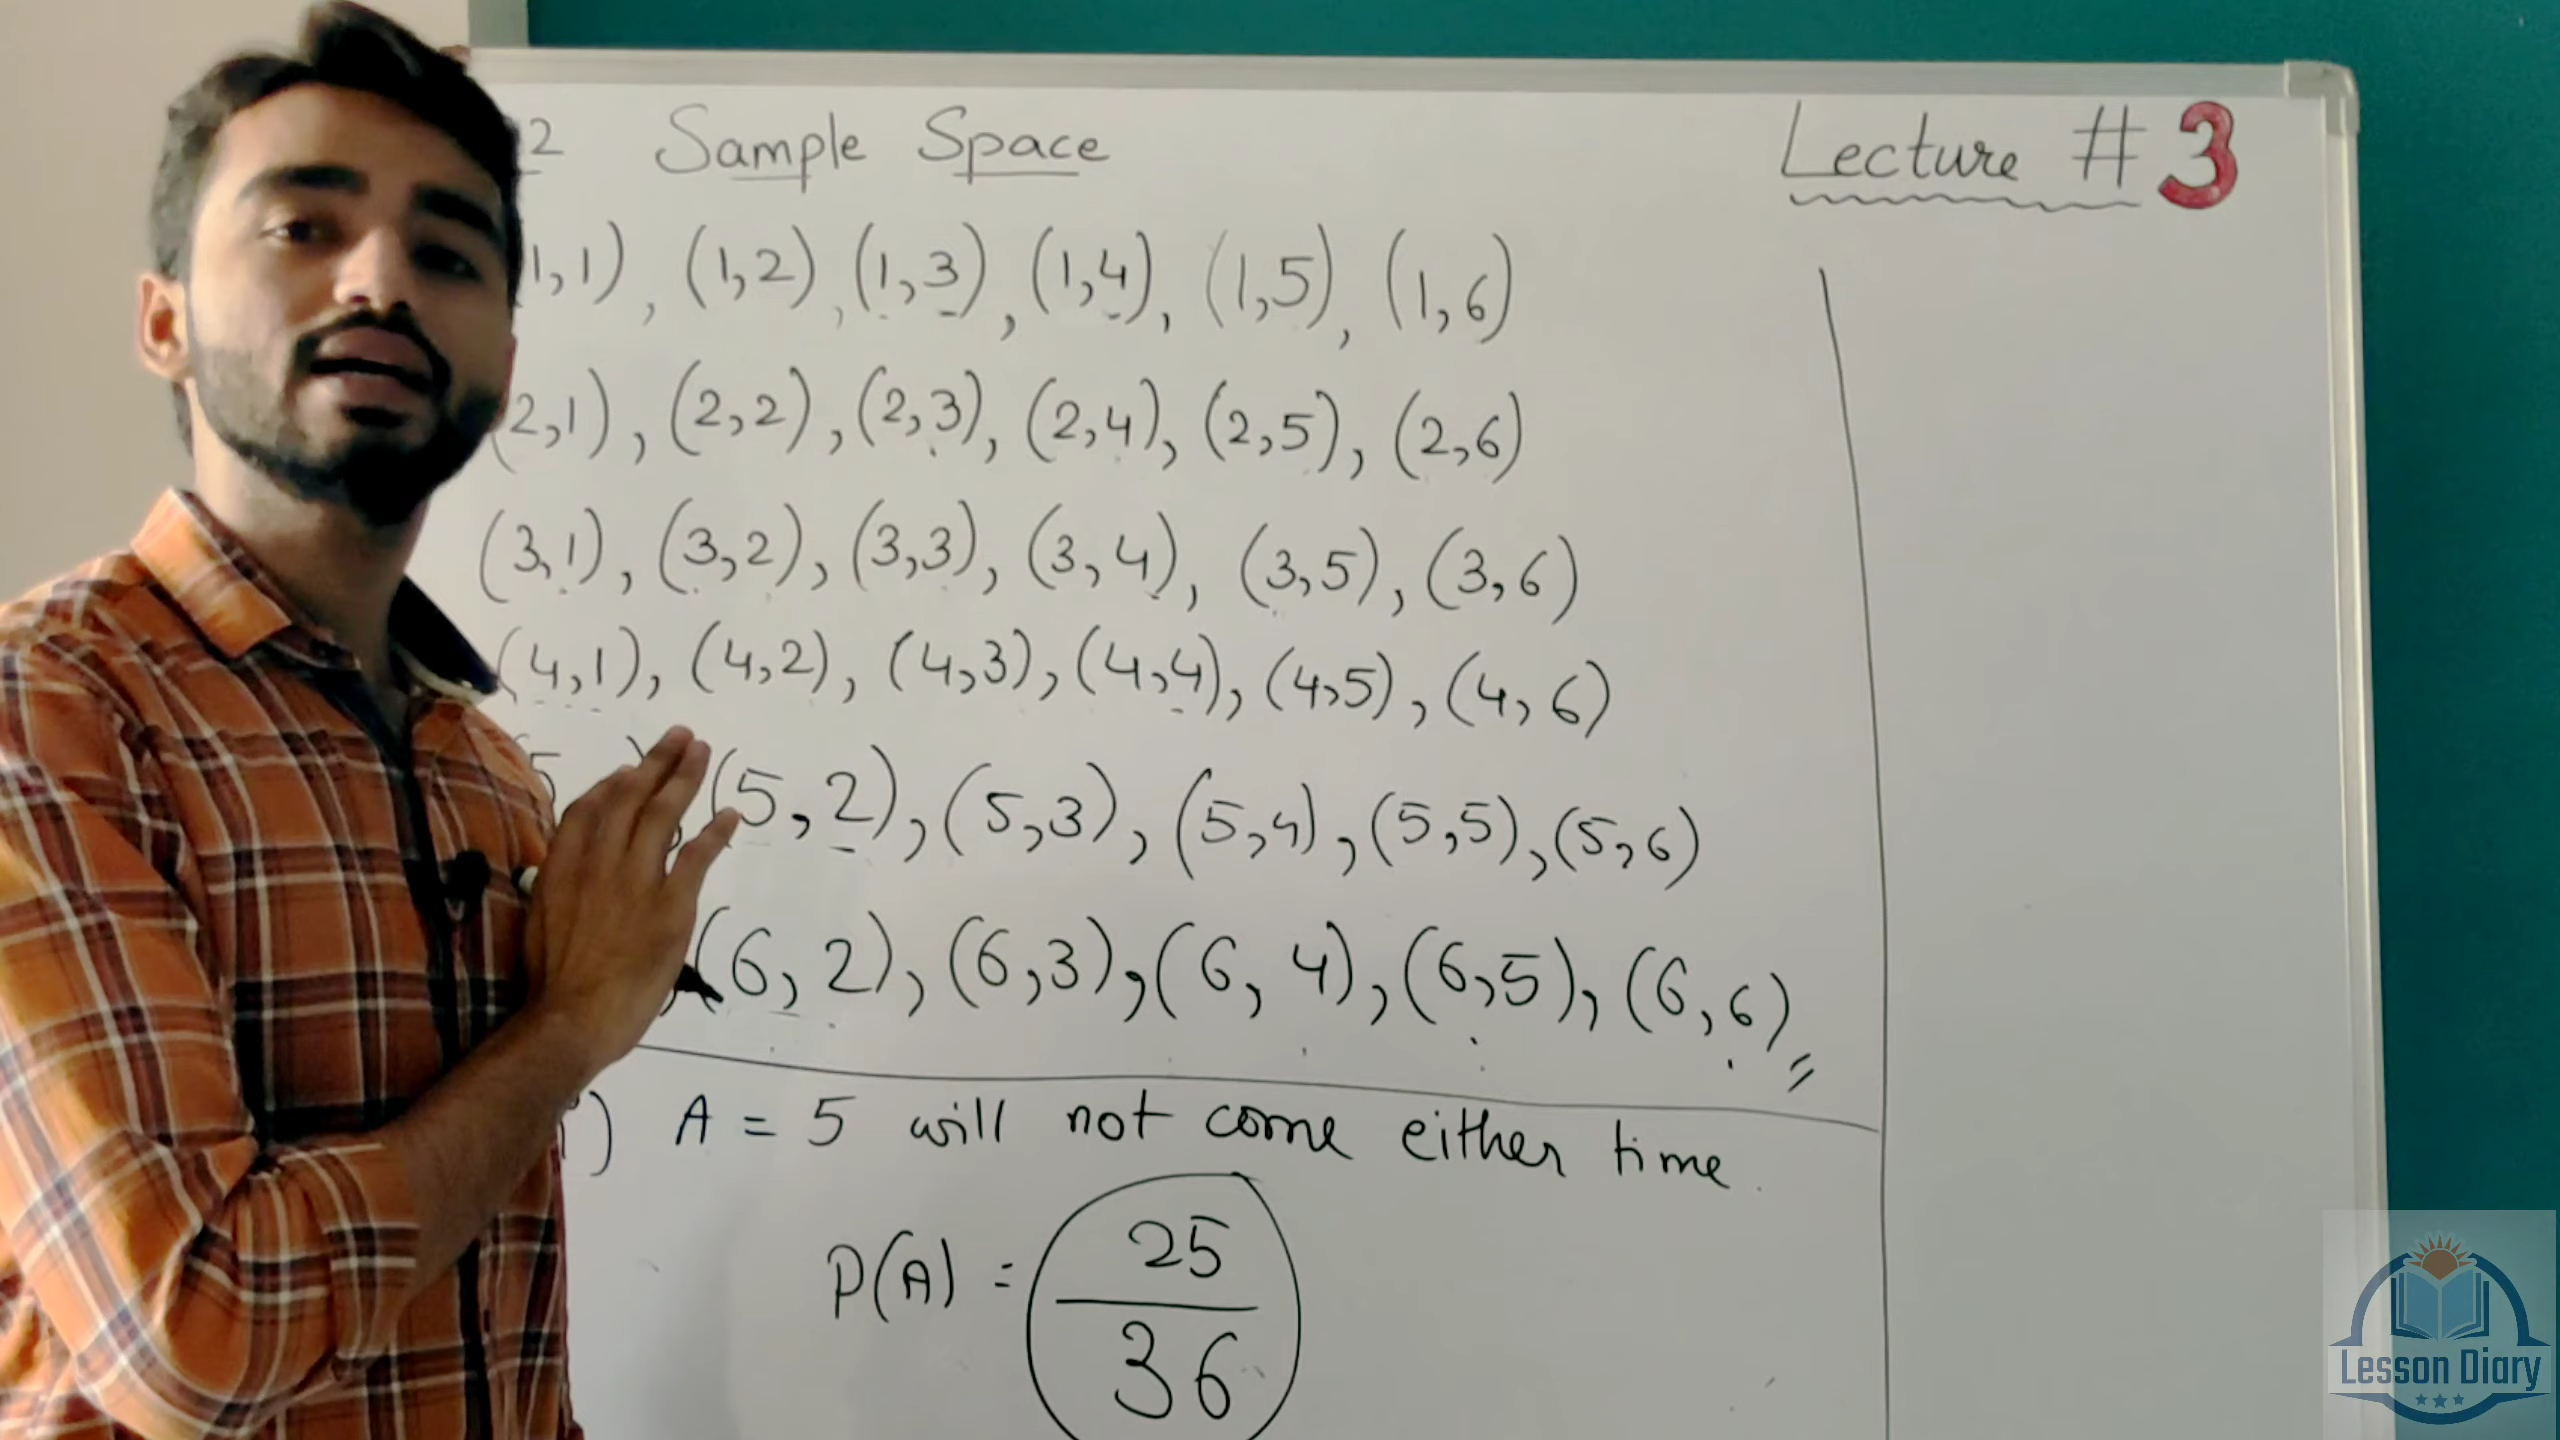 2 Sample Space
Lecture # 3
1,1), (1,2), (1,3), (1,4), (1,5), (1,6)
(2,1), (2,2), (2,3), (2,4), (2,5), (2,6)
(3,1), (3,2), (3,3), (3,4), (3,5), (3,6)
(4,1), (4,2), (4,3), (4,4), (4,5), (4,6)
(5, ), (5,2), (5,3), (5,4), (5,5), (5,6)
, (6,2), (6,3), (6,4), (6,5), (6,6)
) A = 5 will not come either time.
P(A) = 25
36
Lesson Diary